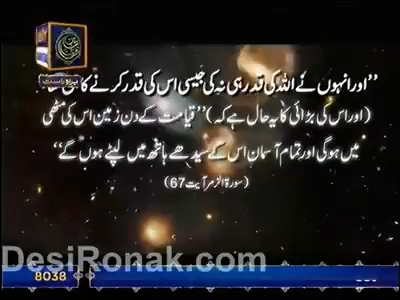 براہ راست
”اور انہوں نے اللہ کی قدر ہی نہ کی جیسی اس کی قدر کرنے کا
(اور اس کی بڑائی کا یہ حال ہے کہ) ”قیامت کے دن زمین اس کی مٹھی
میں ہوگی اور تمام آسمان اس کے سیدھے ہاتھ میں لپٹے ہوں گے“
(سورۃ الزمر آیت 67)
DesiRonak.com
8038